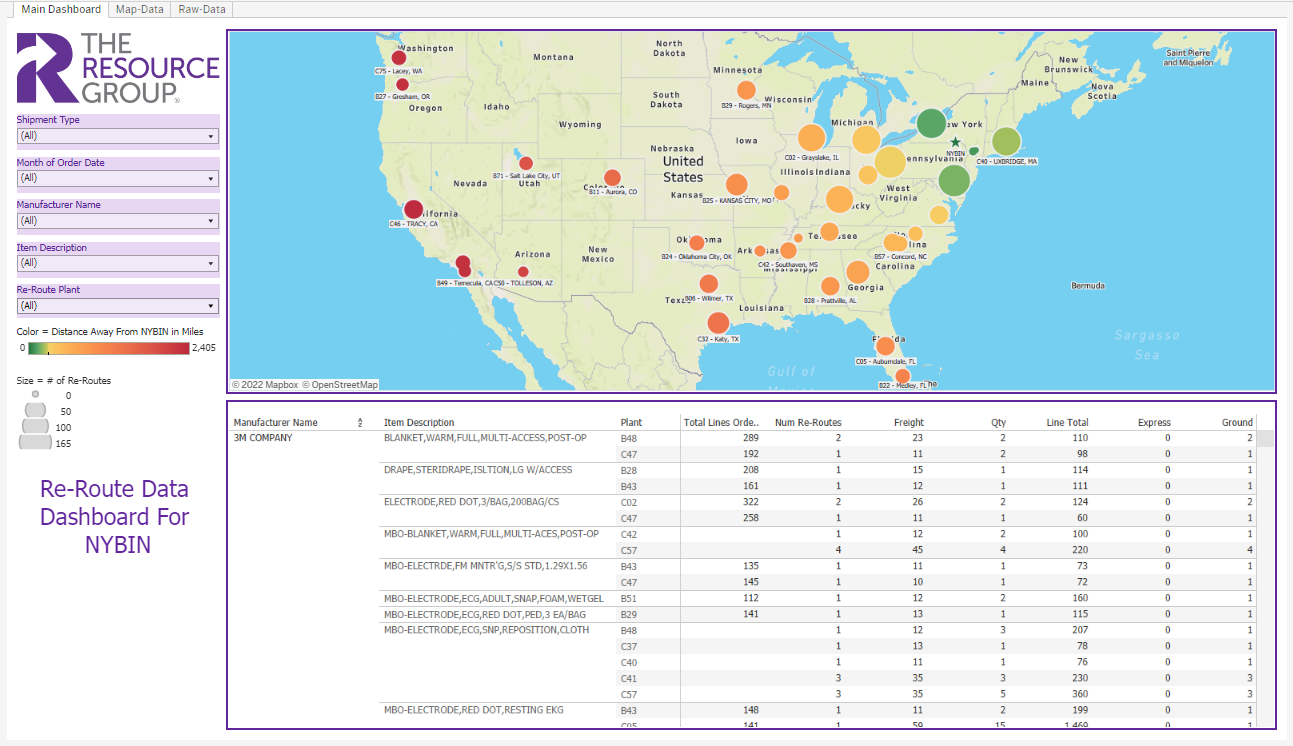 Main Dashboard Map-Data Raw-Data
THE
RESOURCE
GROUP®
Shipment Type
(All)
Month of Order Date
(All)
Manufacturer Name
(All)
Item Description
(All)
Re-Route Plant
(All)
Color = Distance Away From NYBIN in Miles
0 2,405
Size = # of Re-Routes
0
50
100
165
Re-Route Data
Dashboard For
NYBIN
Washington
C75 - Lacey, WA
B27 - Gresham, OR
Oregon
Idaho
Montana
North
Dakota
South
Dakota
Wyoming
Minnesota
B29 - Rogers, MN
Wisconsin
Michigan
Iowa
Nebraska
United
States
Kansas
Nevada
B71 - Salt Lake City, UT
Utah
B11 - Aurora, CO
C46 - TRACY, CA
B49 - Temecula, CA
C50 - TOLLESON, AZ
Arizona
New
Mexico
B24 - Oklahoma City, OK
B06 - Wilmer, TX
C32 - Katy, TX
Louisiana
B25 - KANSAS CITY, MO
C02 - Grayslake, IL
Illinois
Indiana
West
Virginia
NYBIN
C40 - UXBRIDGE, MA
Maine
New
Brunswick
Nova
Scotia
Saint Pierre
and Miquelon
C42 - Southaven, MS
B57 - Concord, NC
Carolina
Georgia
B28 - Prattville, AL
C05 - Auburndale, FL
B22 - Medley, FL
Bermuda
Sargasso
Sea
Gulf of
© 2022 Mapbox © OpenStreetMap
Manufacturer Name Item Description Plant Total Lines Orde.. Num Re-Routes Freight Qty Line Total Express Ground
3M COMPANY BLANKET,WARM,FULL,MULTI-ACCESS,POST-OP B48 289 2 23 2 110 0 2
C47 192 1 11 2 98 0 1
DRAPE,STERIDRAPE,ISLTION,LG W/ACCESS B28 208 1 15 1 114 0 1
B43 161 1 12 1 111 0 1
ELECTRODE,RED DOT,3/BAG,200BAG/CS C02 322 2 26 2 124 0 2
C47 258 1 11 1 60 0 1
MBO-BLANKET,WARM,FULL,MULTI-ACES,POST-OP C42 1 12 2 100 0 1
C57 4 45 4 220 0 4
MBO-ELECTRDE,FM MNTR'G,S/S STD,1.29X1.56 B43 135 1 11 1 73 0 1
C47 145 1 10 1 72 0 1
MBO-ELECTRODE,ECG,ADULT,SNAP,FOAM,WETGEL B51 112 1 12 2 160 0 1
MBO-ELECTRODE,ECG,RED DOT,PED,3 EA/BAG B29 141 1 13 1 115 0 1
MBO-ELECTRODE,ECG,SNP,REPOSITION,CLOTH B48 1 12 3 207 0 1
C37 1 13 1 78 0 1
C40 1 11 1 76 0 1
C41 3 35 3 230 0 3
C57 3 35 5 360 0 3
MBO-ELECTRODE,RED DOT,RESTING EKG B43 148 1 11 2 199 0 1
C05 141 1 59 15 1,469 0 1